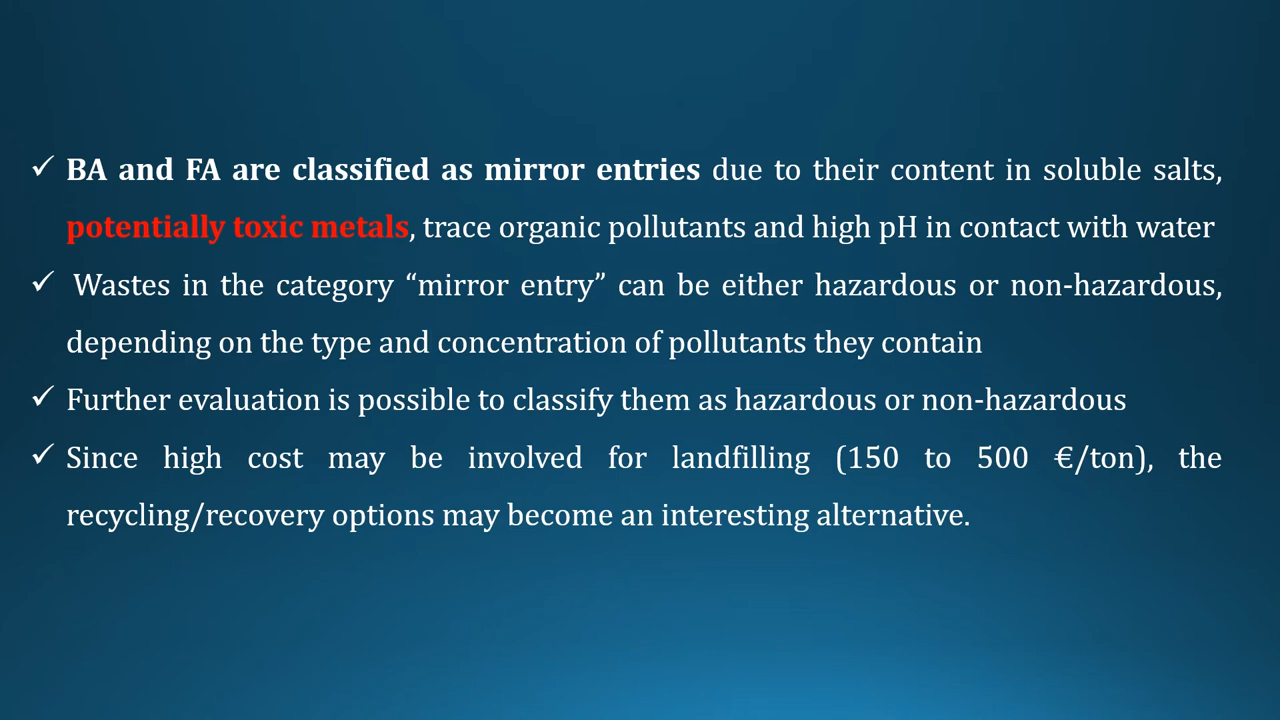 ✓ BA and FA are classified as mirror entries due to their content in soluble salts,
potentially toxic metals, trace organic pollutants and high pH in contact with water
✓ Wastes in the category “mirror entry” can be either hazardous or non-hazardous,
depending on the type and concentration of pollutants they contain
✓ Further evaluation is possible to classify them as hazardous or non-hazardous
✓ Since high cost may be involved for landfilling (150 to 500 €/ton), the
recycling/recovery options may become an interesting alternative.